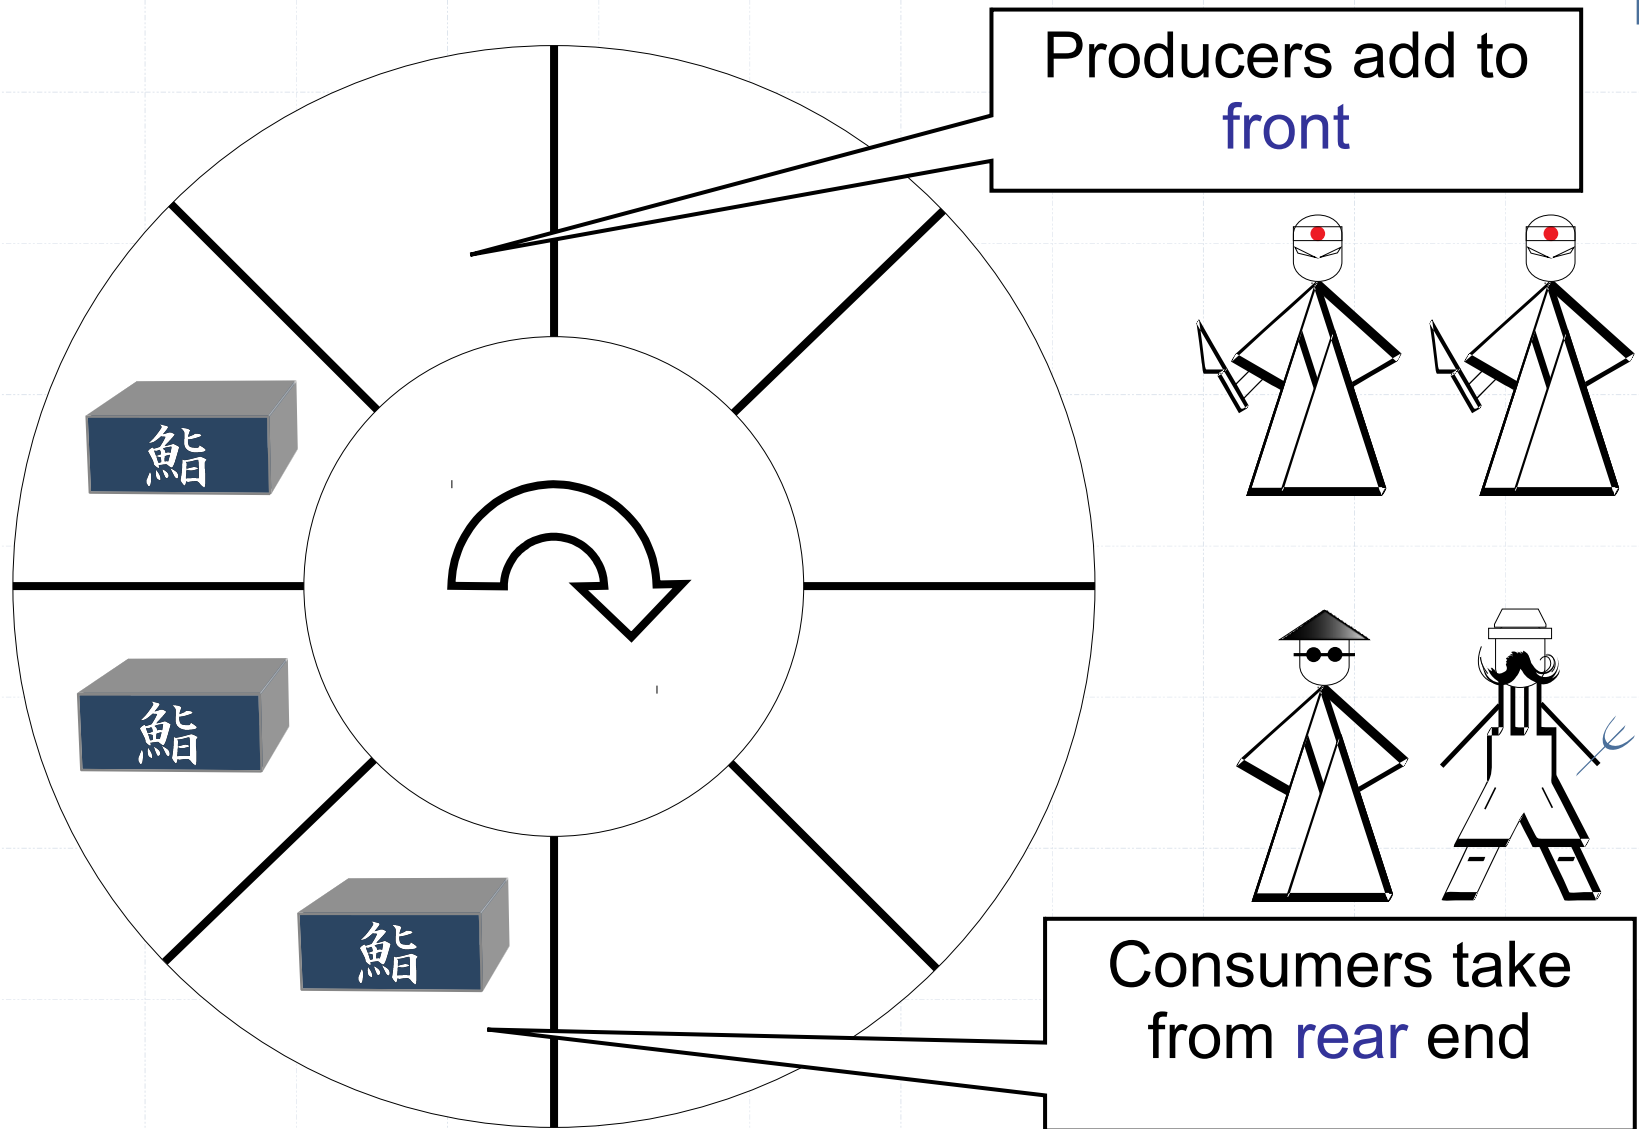 Producers add to
front
鮨
鮨
鮨
Consumers take
from rear end